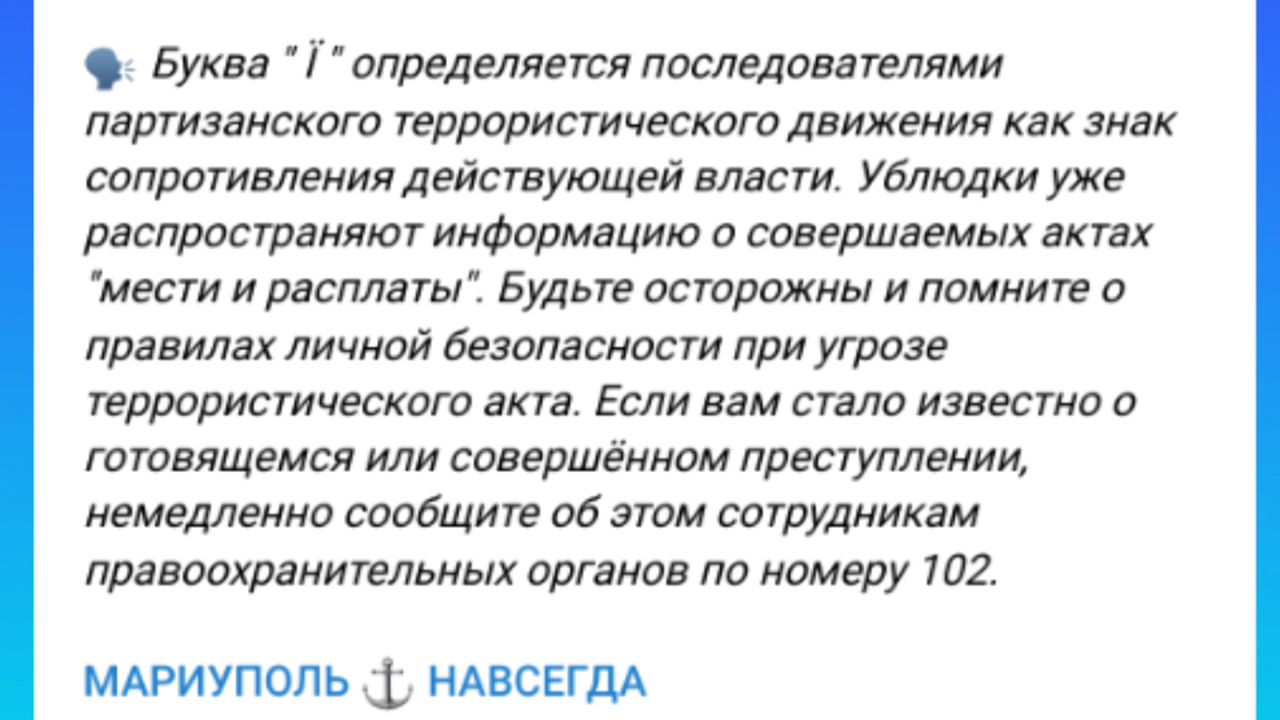 🗣 Буква " Ї " определяется последователями
партизанского террористического движения как знак
сопротивления действующей власти. Ублюдки уже
распространяют информацию о совершаемых актах
"мести и расплаты". Будьте осторожны и помните о
правилах личной безопасности при угрозе
террористического акта. Если вам стало известно о
готовящемся или совершённом преступлении,
немедленно сообщите об этом сотрудникам
правоохранительных органов по номеру 102.
МАРИУПОЛЬ ⚓ НАВСЕГДА